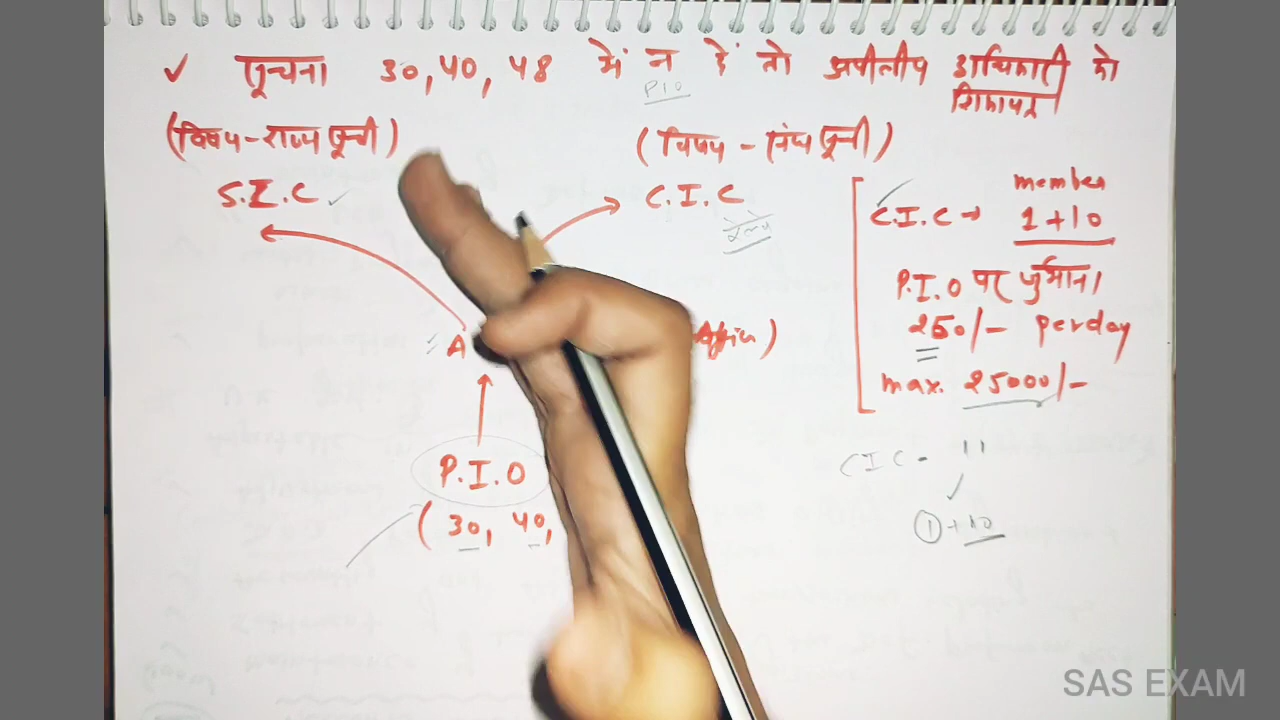 ✓ सूचना 30, 40, 48 में न दें तो अपीलीय अधिकारी को
शिकायत
P10
(विषय - राज्य सूची)
(विषय - संघ सूची)
S.I.C ✓
C.I.C
member
C.I.C → 1 + 10
P.I.O पर जुर्माना
250/- perday
max. 25000/-
A
P.I.O
(30, 40,
CIC - 11
1 + 10
SAS EXAM